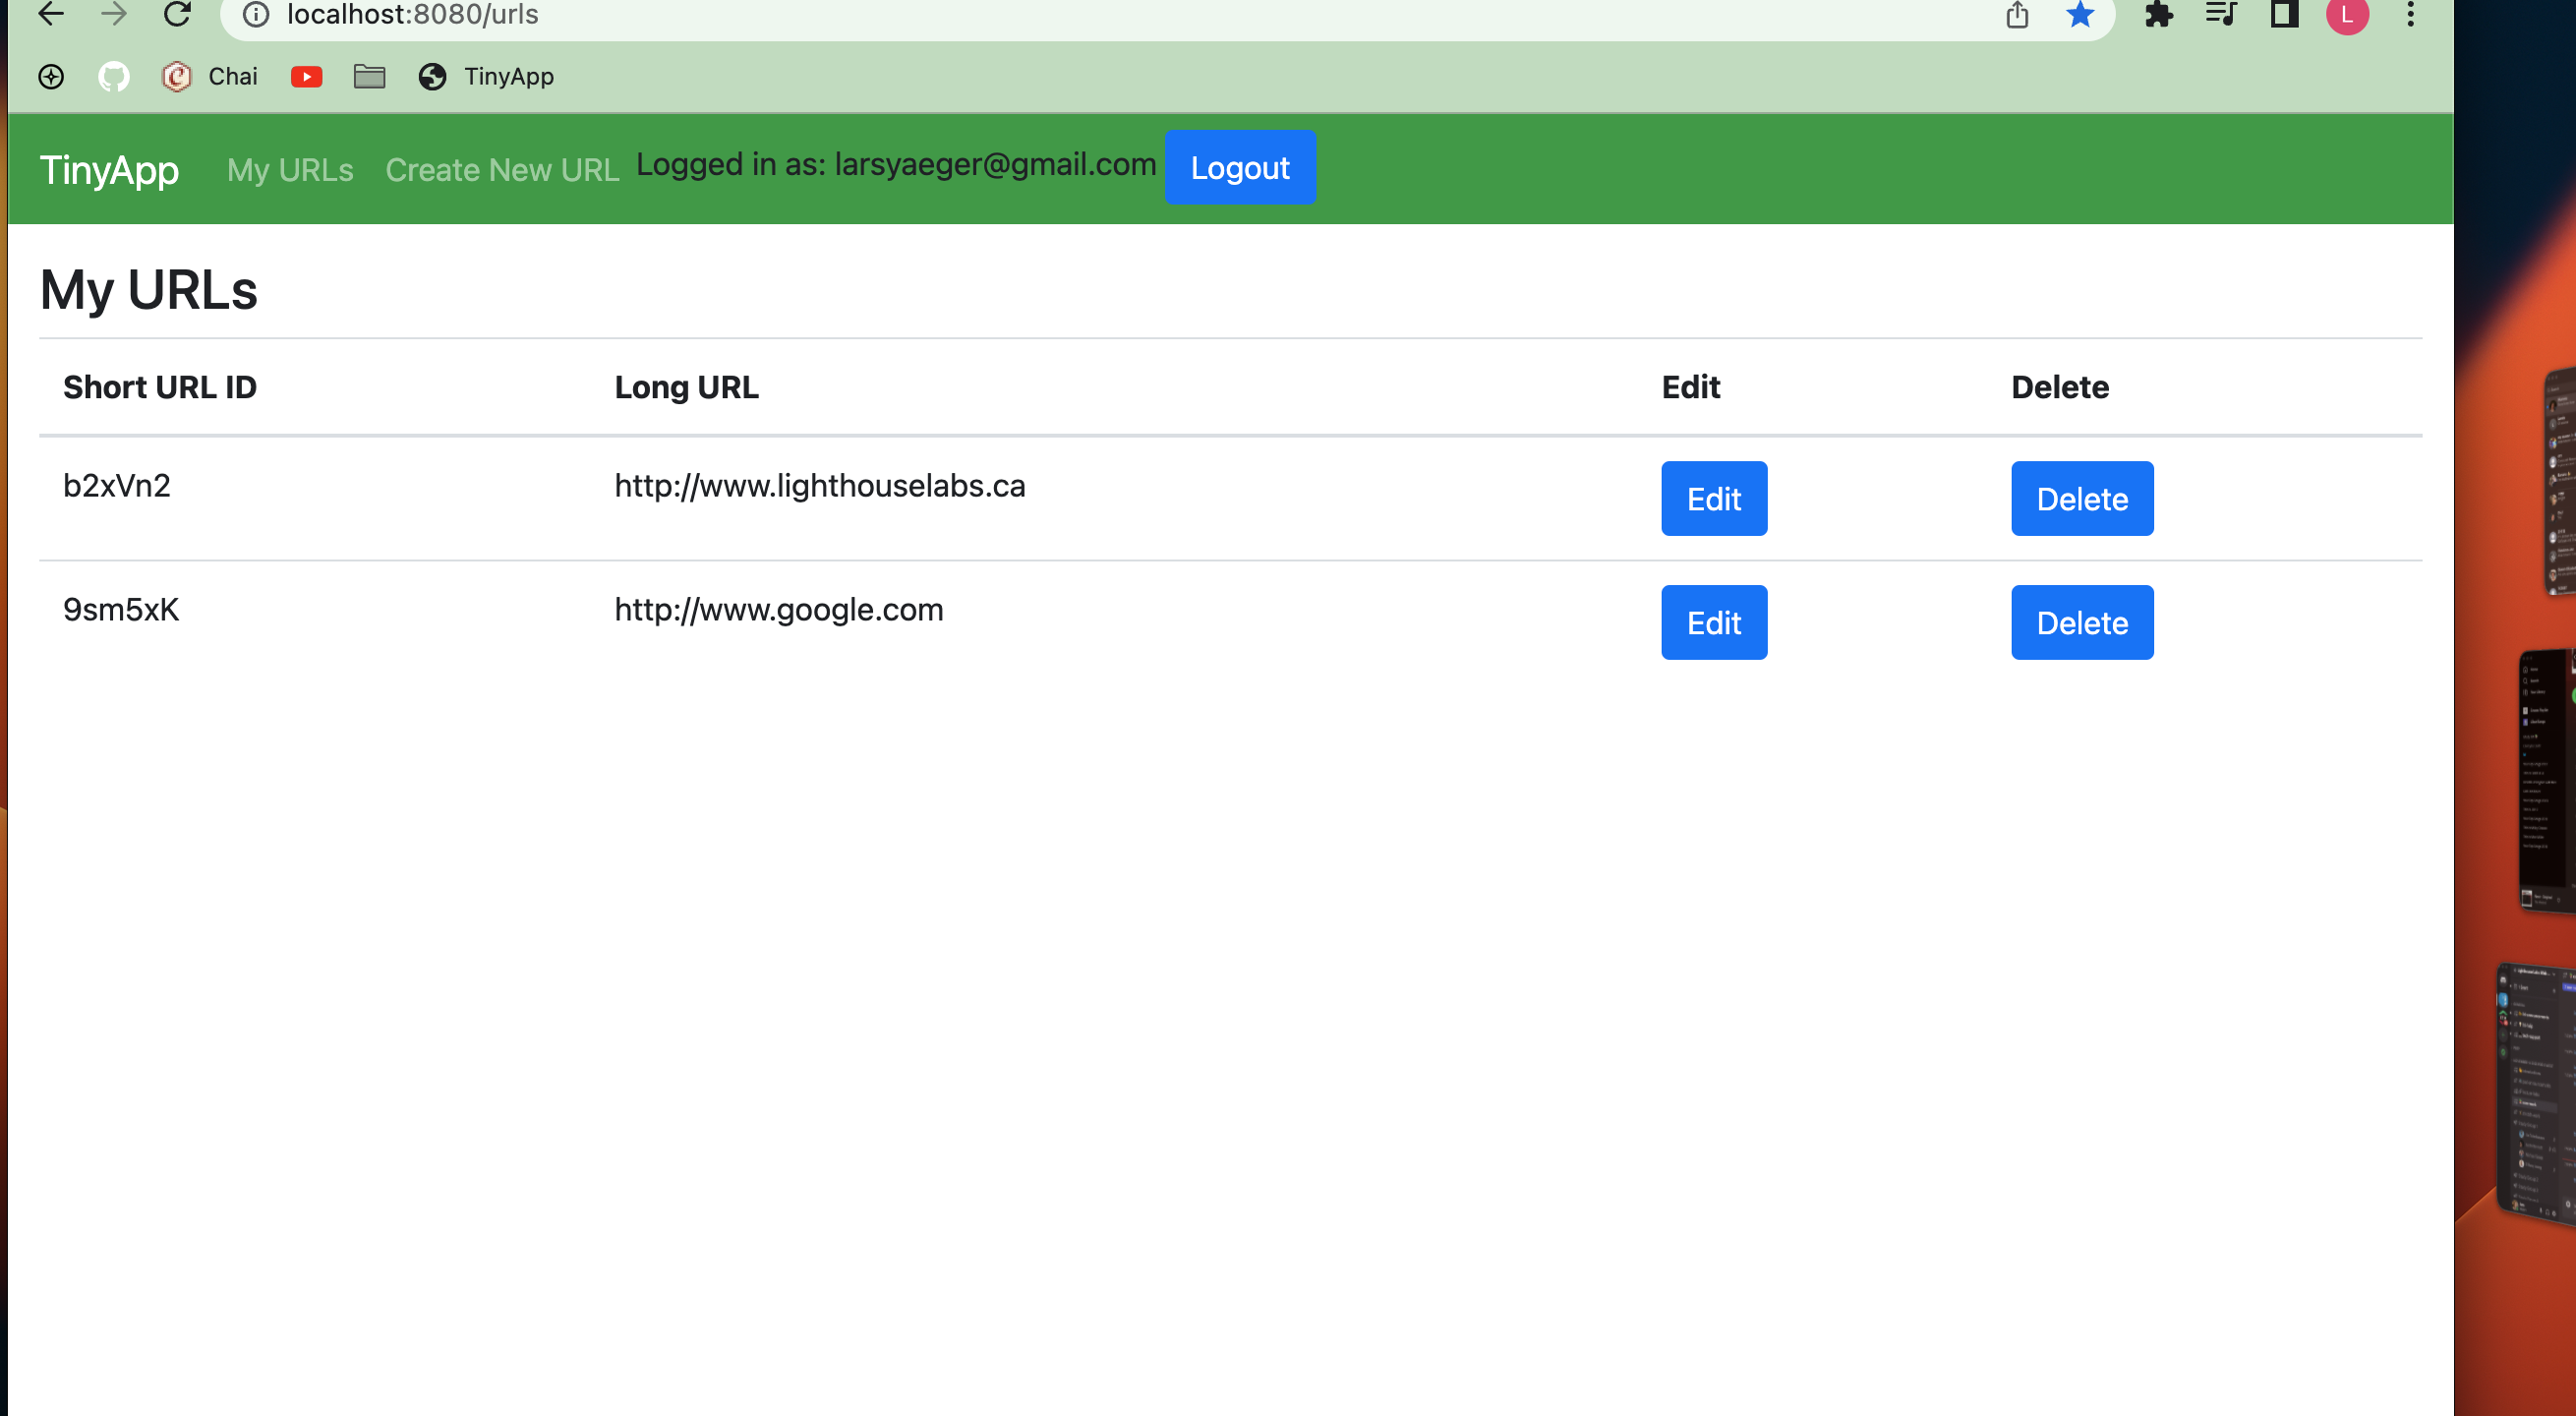 localhost:8080/urls
L
Chai
TinyApp
TinyApp My URLs Create New URL Logged in as: larsyaeger@gmail.com Logout
My URLs
Short URL ID Long URL Edit Delete
b2xVn2 http://www.lighthouselabs.ca Edit Delete
9sm5xK http://www.google.com Edit Delete